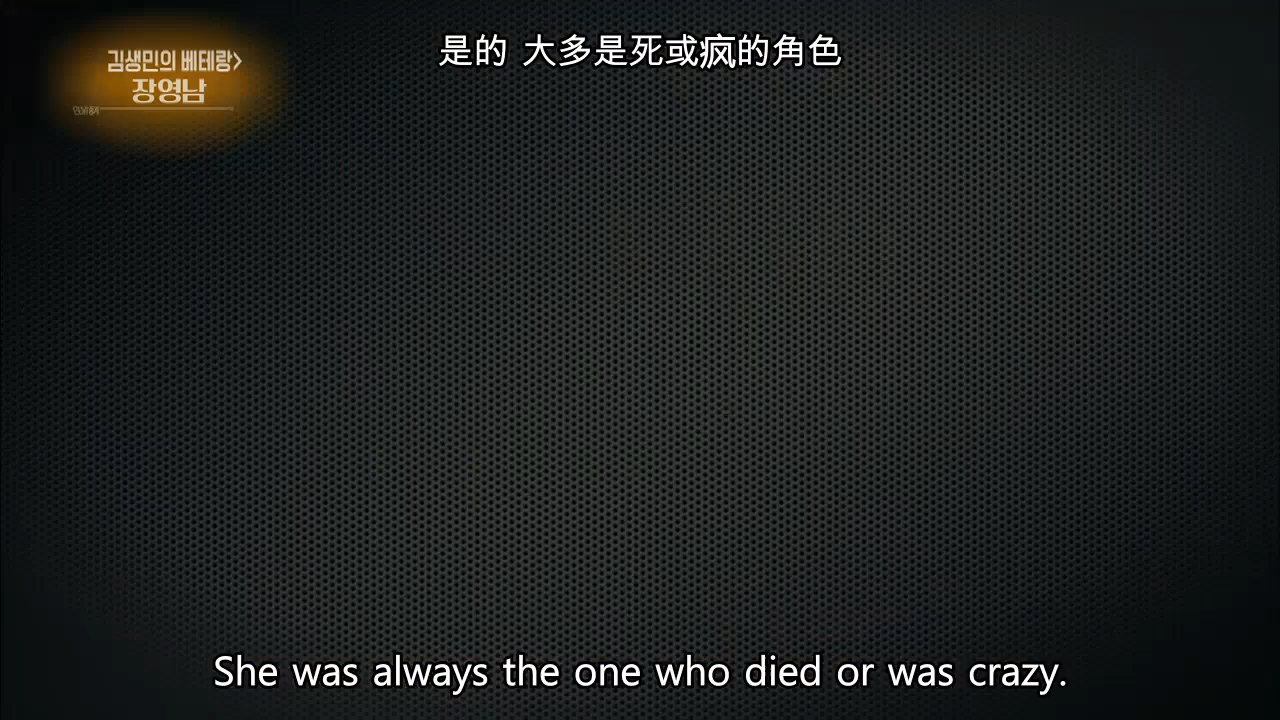 김생민의 베테랑>
장영남
是的 大多是死或疯的角色
She was always the one who died or was crazy.